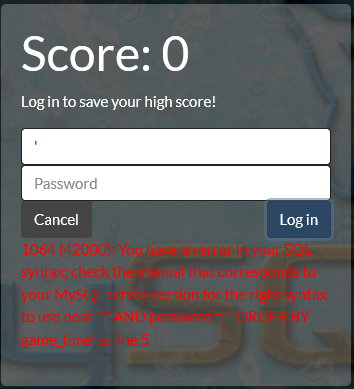 Score: 0
Log in to save your high score!
'
Password
Cancel Log in
1064 (42000): You have an error in your SQL
syntax; check the manual that corresponds to
your MySQL server version for the right syntax
to use near ''' AND password = '' ORDER BY
game_time' at line 5